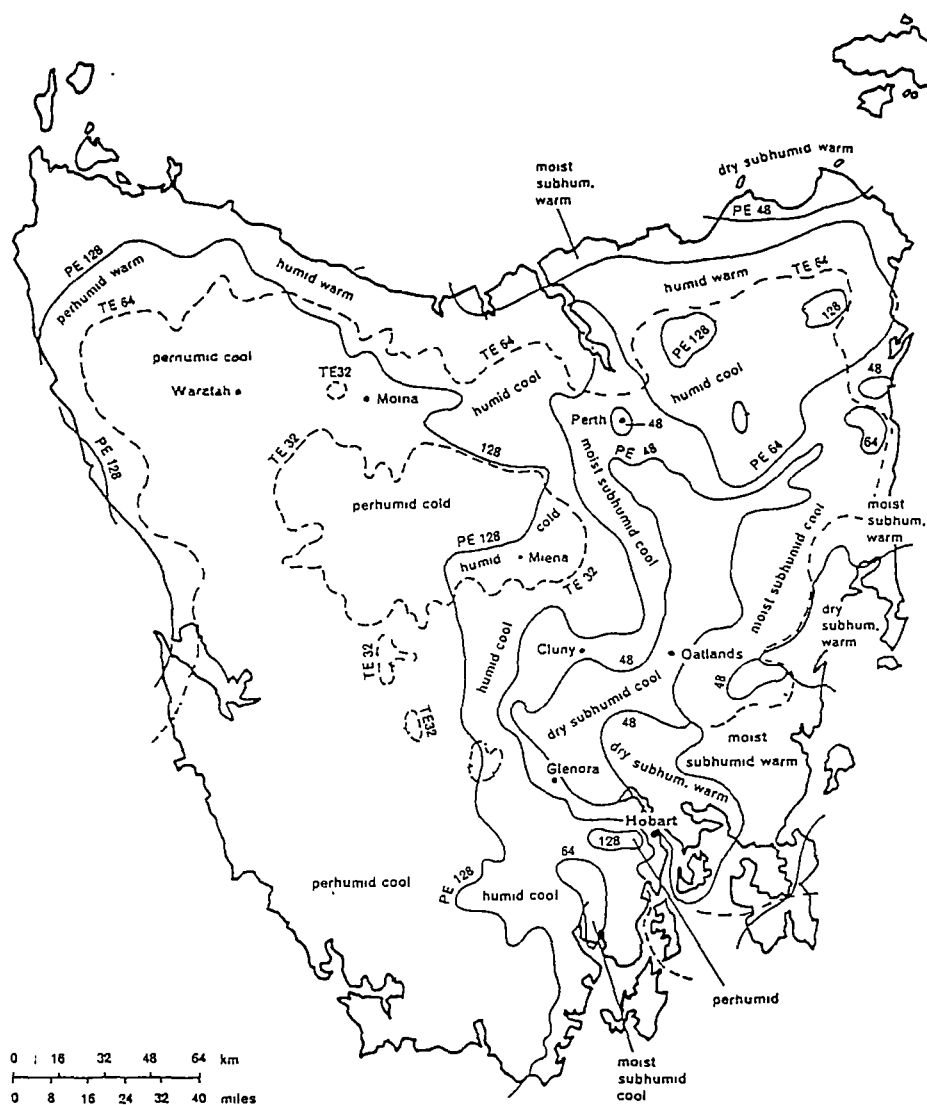 dry subhumid warm
moist
subhum.
warm
PE 48
PE 128
perhumid warm
humid warm
humid warm
TE 64
TE 64
128
PE 128
TE 64
pernumid cool
humid cool
humid cool
48
TE32
Waratah
Moina
Perth
48
64
TE 32
128
PE 48
PE 64
PE 128
moist subhumid cool
perhumid cold
moist
subhum.
warm
PE 128
cold
humid
Miena
TE 32
moist subhumid cool
dry
subhum.
warm
TE 32
humid cool
Cluny
48
Oatlands
48
TE32
dry subhumid cool
48
moist
subhumid warm
dry subhum. warm
Glenora
Hobart
128
64
perhumid cool
PE 128
humid cool
perhumid
moist
subhumid
cool
0 16 32 48 64 km
0 8 16 24 32 40 miles